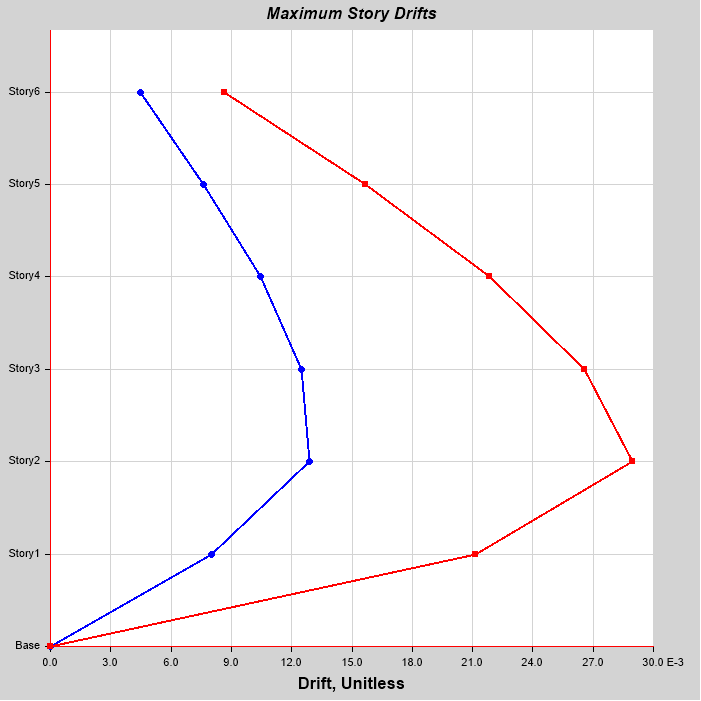 Maximum Story Drifts
Story6
Story5
Story4
Story3
Story2
Story1
Base
0.0 3.0 6.0 9.0 12.0 15.0 18.0 21.0 24.0 27.0 30.0 E-3
Drift, Unitless